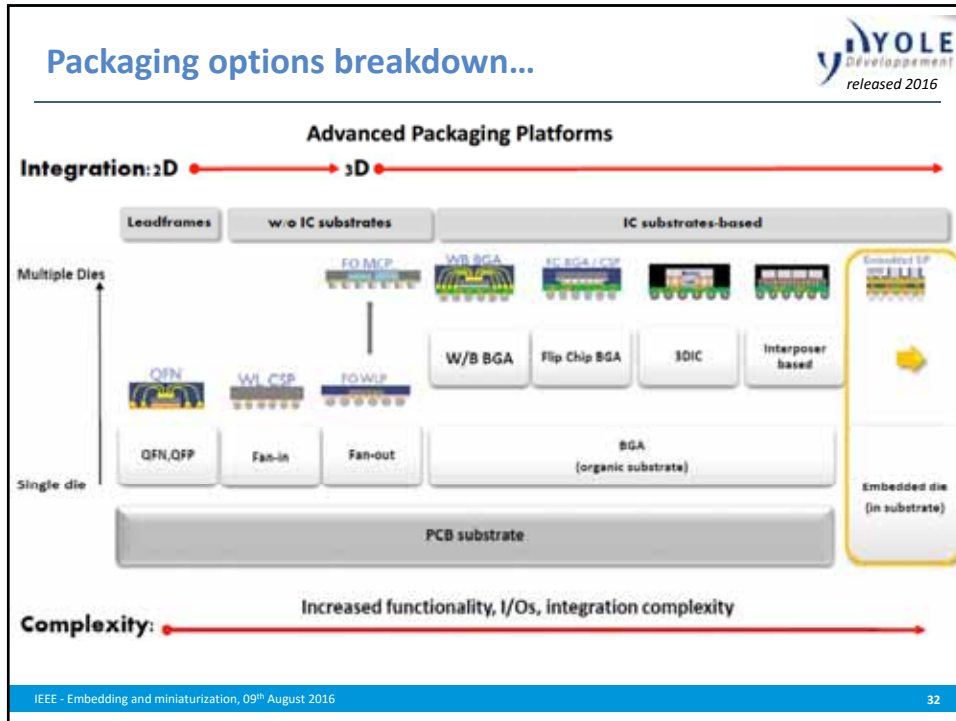 Packaging options breakdown…
YOLE
Développement
released 2016
Advanced Packaging Platforms
Integration:2D
3D
Leadframes
w/o IC substrates
IC substrates-based
Multiple Dies
FO MCP
WB BGA
FC BGA / CSP
Embedded SiP
W/B BGA
Flip Chip BGA
3DIC
Interposer
based
QFN
WL CSP
FO WLP
QFN,QFP
Fan-in
Fan-out
BGA
(organic substrate)
Single die
Embedded die
(in substrate)
PCB substrate
Increased functionality, I/Os, integration complexity
Complexity:
IEEE - Embedding and miniaturization, 09th August 2016
32